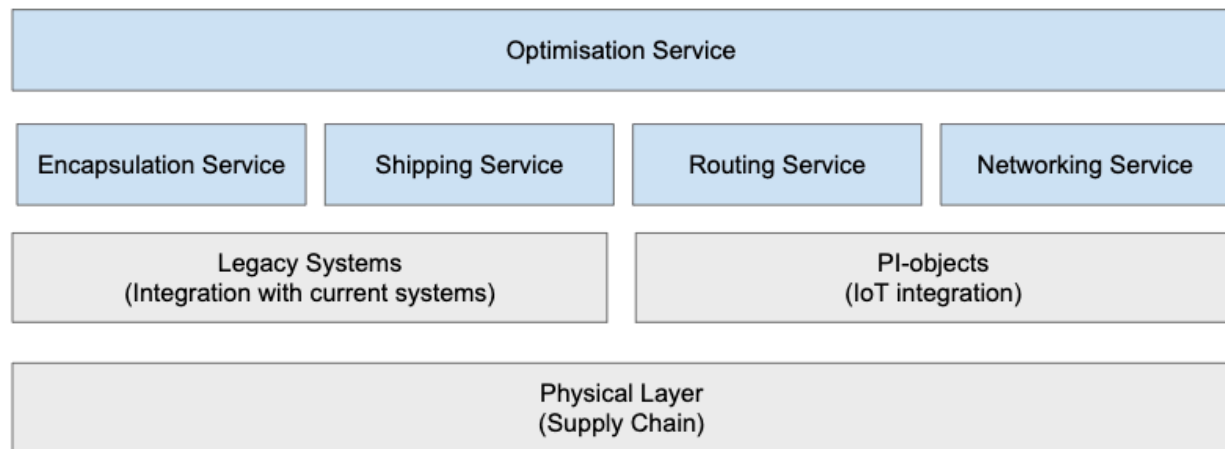 Optimisation Service
Encapsulation Service
Shipping Service
Routing Service
Networking Service
Legacy Systems
(Integration with current systems)
PI-objects
(IoT integration)
Physical Layer
(Supply Chain)